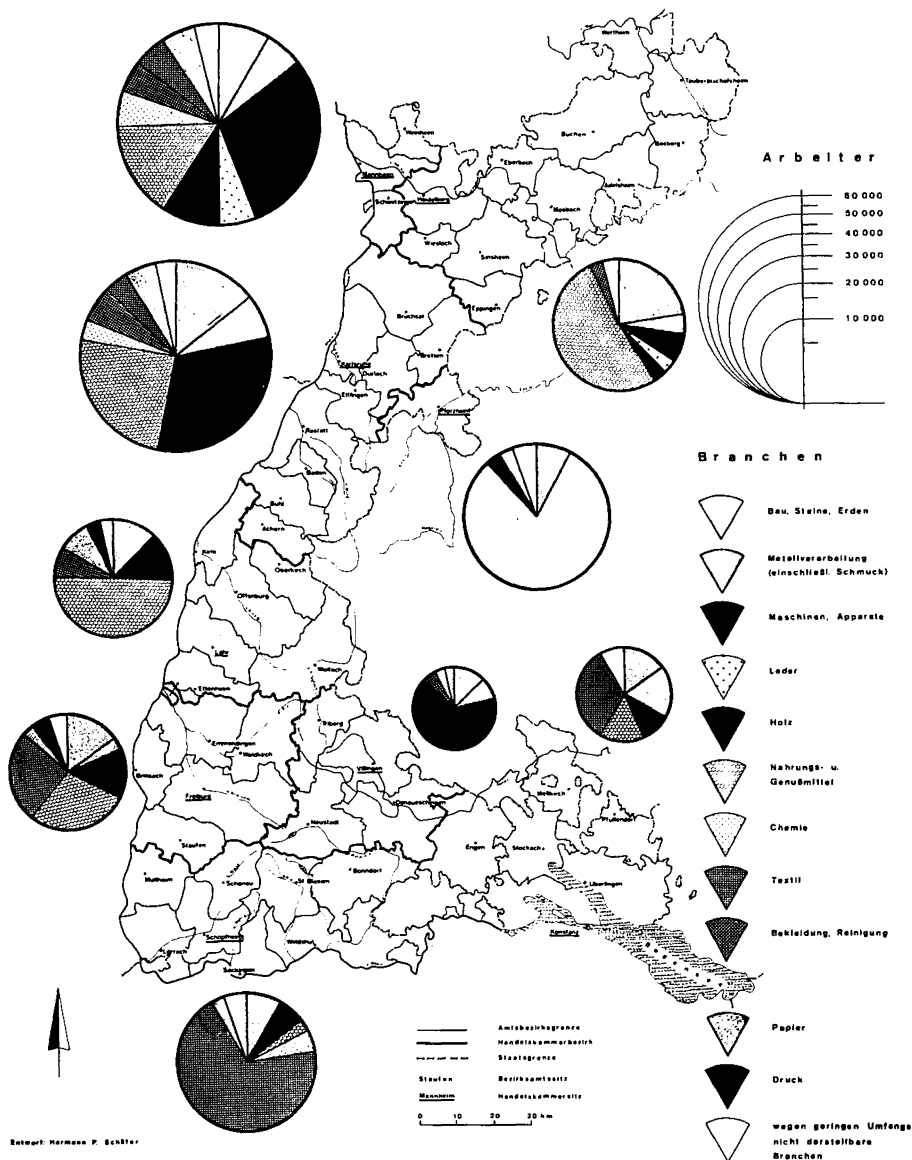 Wertheim
Tauberbischofsheim
Weinheim
Buchen
Boxberg
Eberbach
Mannheim
Adelsheim
Schwetzingen
Heidelberg
Mosbach
Wiesloch
Sinsheim
Eppingen
Bruchsal
Bretten
Karlsruhe
Durlach
Ettlingen
Pforzheim
Rastatt
Baden
Bühl
Achern
Kehl
Oberkirch
Offenburg
Lahr
Wolfach
Ettenheim
Triberg
Emmendingen
Waldkirch
Villingen
Breisach
Messkirch
Donaueschingen
Pfullendorf
Freiburg
Neustadt
Engen
Stockach
Staufen
Überlingen
Müllheim
Schönau
St Blasien
Bonndorf
Konstanz
Schopfheim
Waldshut
Lörrach
Säckingen
Arbeiter
60 000
50 000
40 000
30 000
20 000
10 000
Branchen
Bau, Steine, Erden
Metallverarbeitung
(einschließl. Schmuck)
Maschinen, Apparate
Leder
Holz
Nahrungs- u.
Genußmittel
Chemie
Textil
Bekleidung, Reinigung
Papier
Druck
wegen geringen Umfangs
nicht darstellbare
Branchen
Amtsbezirksgrenze
Handelskammerbezirk
Staatsgrenze
Staufen Bezirksamtssitz
Mannheim Handelskammersitz
0 10 20 30 km
Entwurf: Hermann P. Schäfer